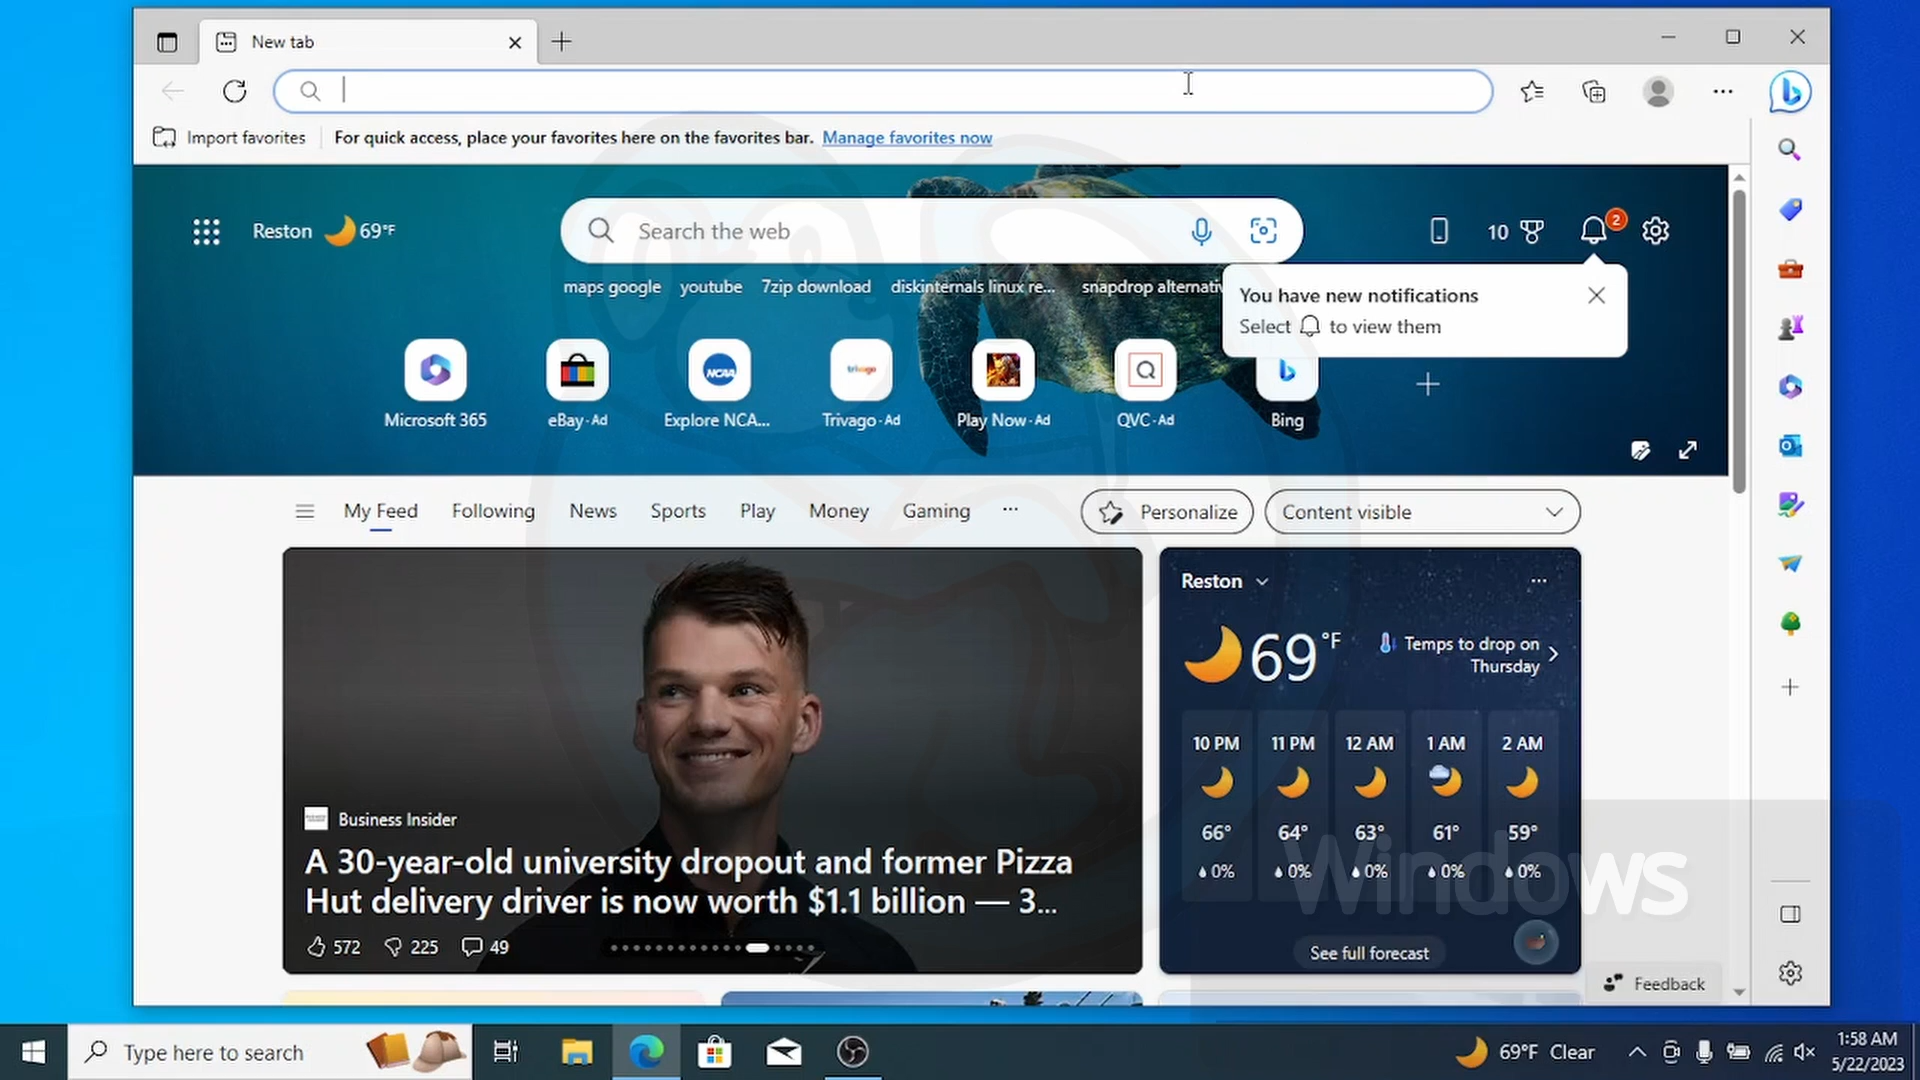 New tab
Import favorites
For quick access, place your favorites here on the favorites bar. Manage favorites now
Reston 69°F
Search the web
10
2
maps google youtube 7zip download diskinternals linux re... snapdrop alternativ
You have new notifications
Select to view them
Microsoft 365
eBay · Ad
NCAA
Explore NCA...
trivago
Trivago · Ad
Play Now · Ad
QVC · Ad
Bing
My Feed Following News Sports Play Money Gaming ...
Personalize
Content visible
Business Insider
A 30-year-old university dropout and former Pizza
Hut delivery driver is now worth $1.1 billion — 3...
572 225 49
Reston
69 °F
Temps to drop on
Thursday
10 PM 11 PM 12 AM 1 AM 2 AM
66° 64° 63° 61° 59°
0% 0% 0% 0% 0%
See full forecast
Windows
Feedback
Type here to search
69°F Clear
1:58 AM
5/22/2023